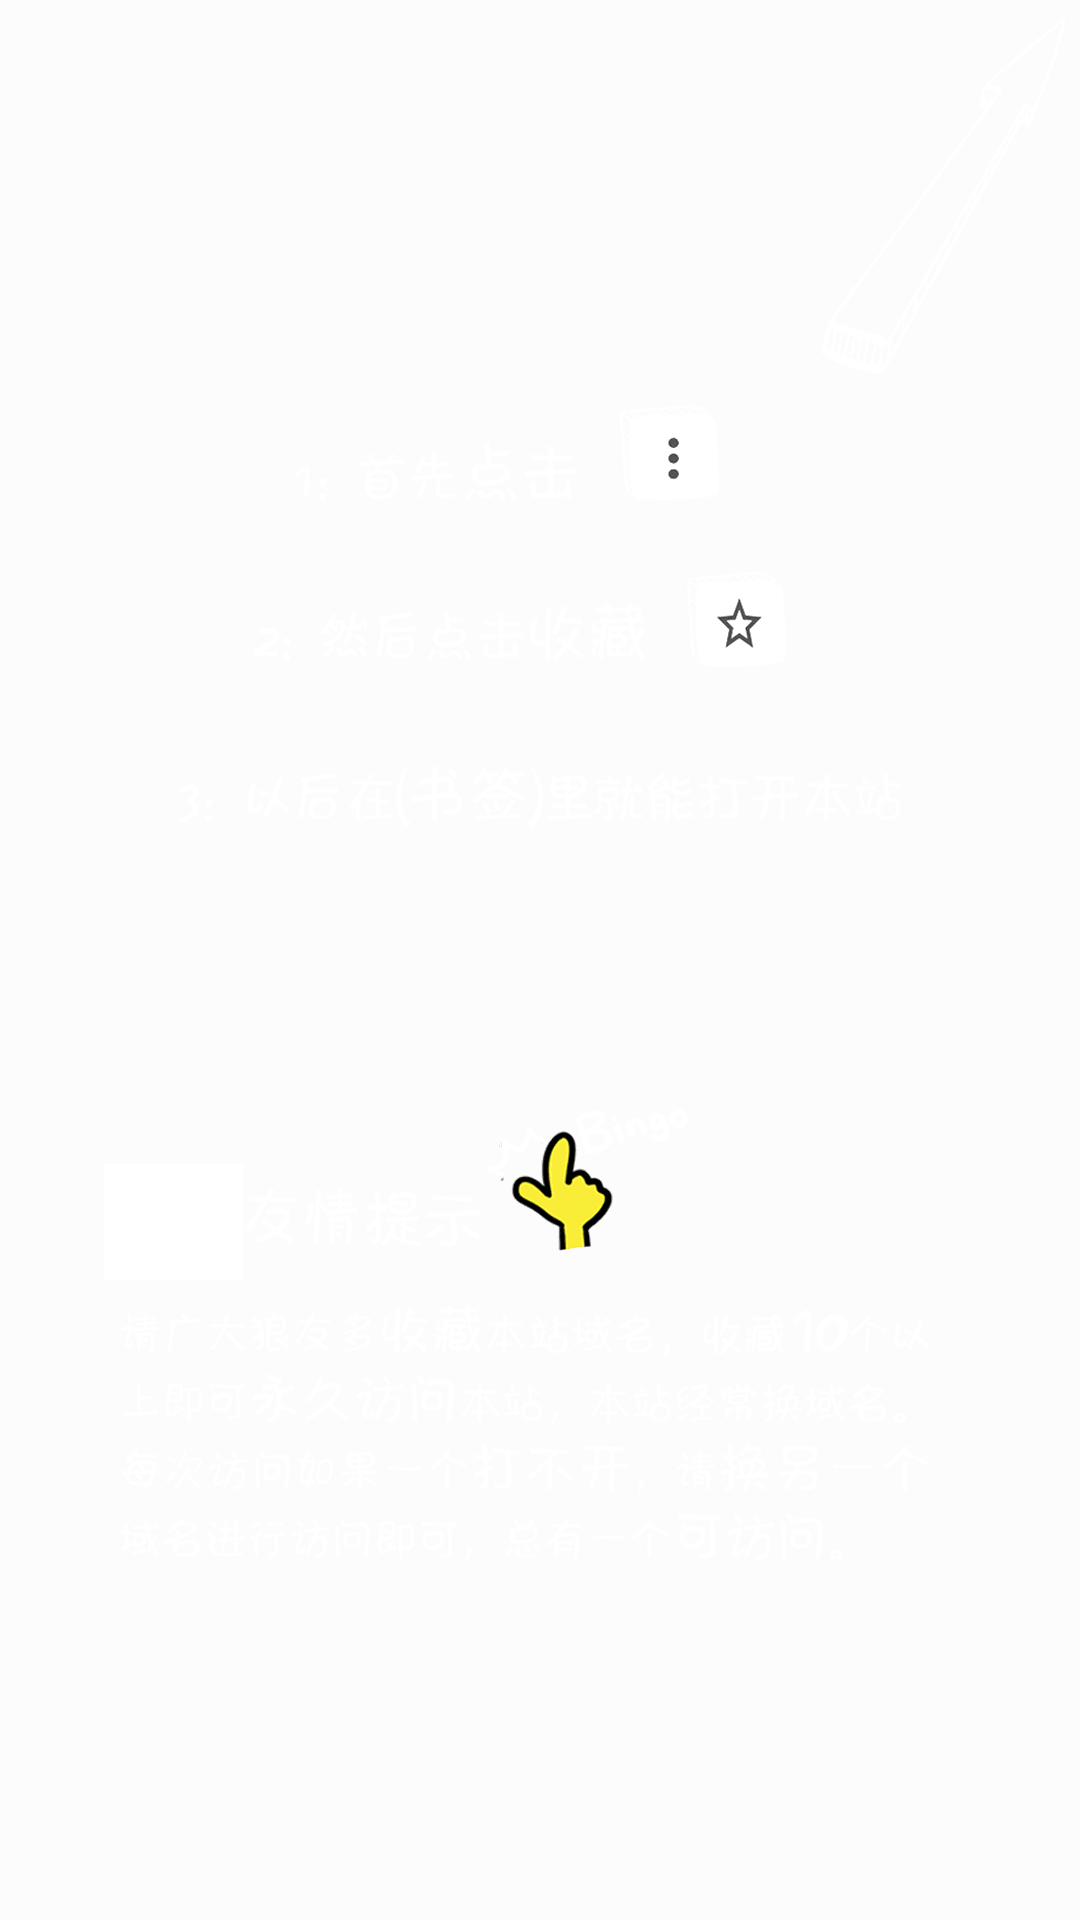 1: 首先点击
2: 然后点击收藏
3: 以后在(书签)里就能打开本站
Bingo
友情提示
请广大狼友多收藏本站域名，收藏10个以
上即可永久访问本站，本站经常换域名。
每次访问如果一个打不开，请换另一个
域名进行访问即可，总有一个可访问。